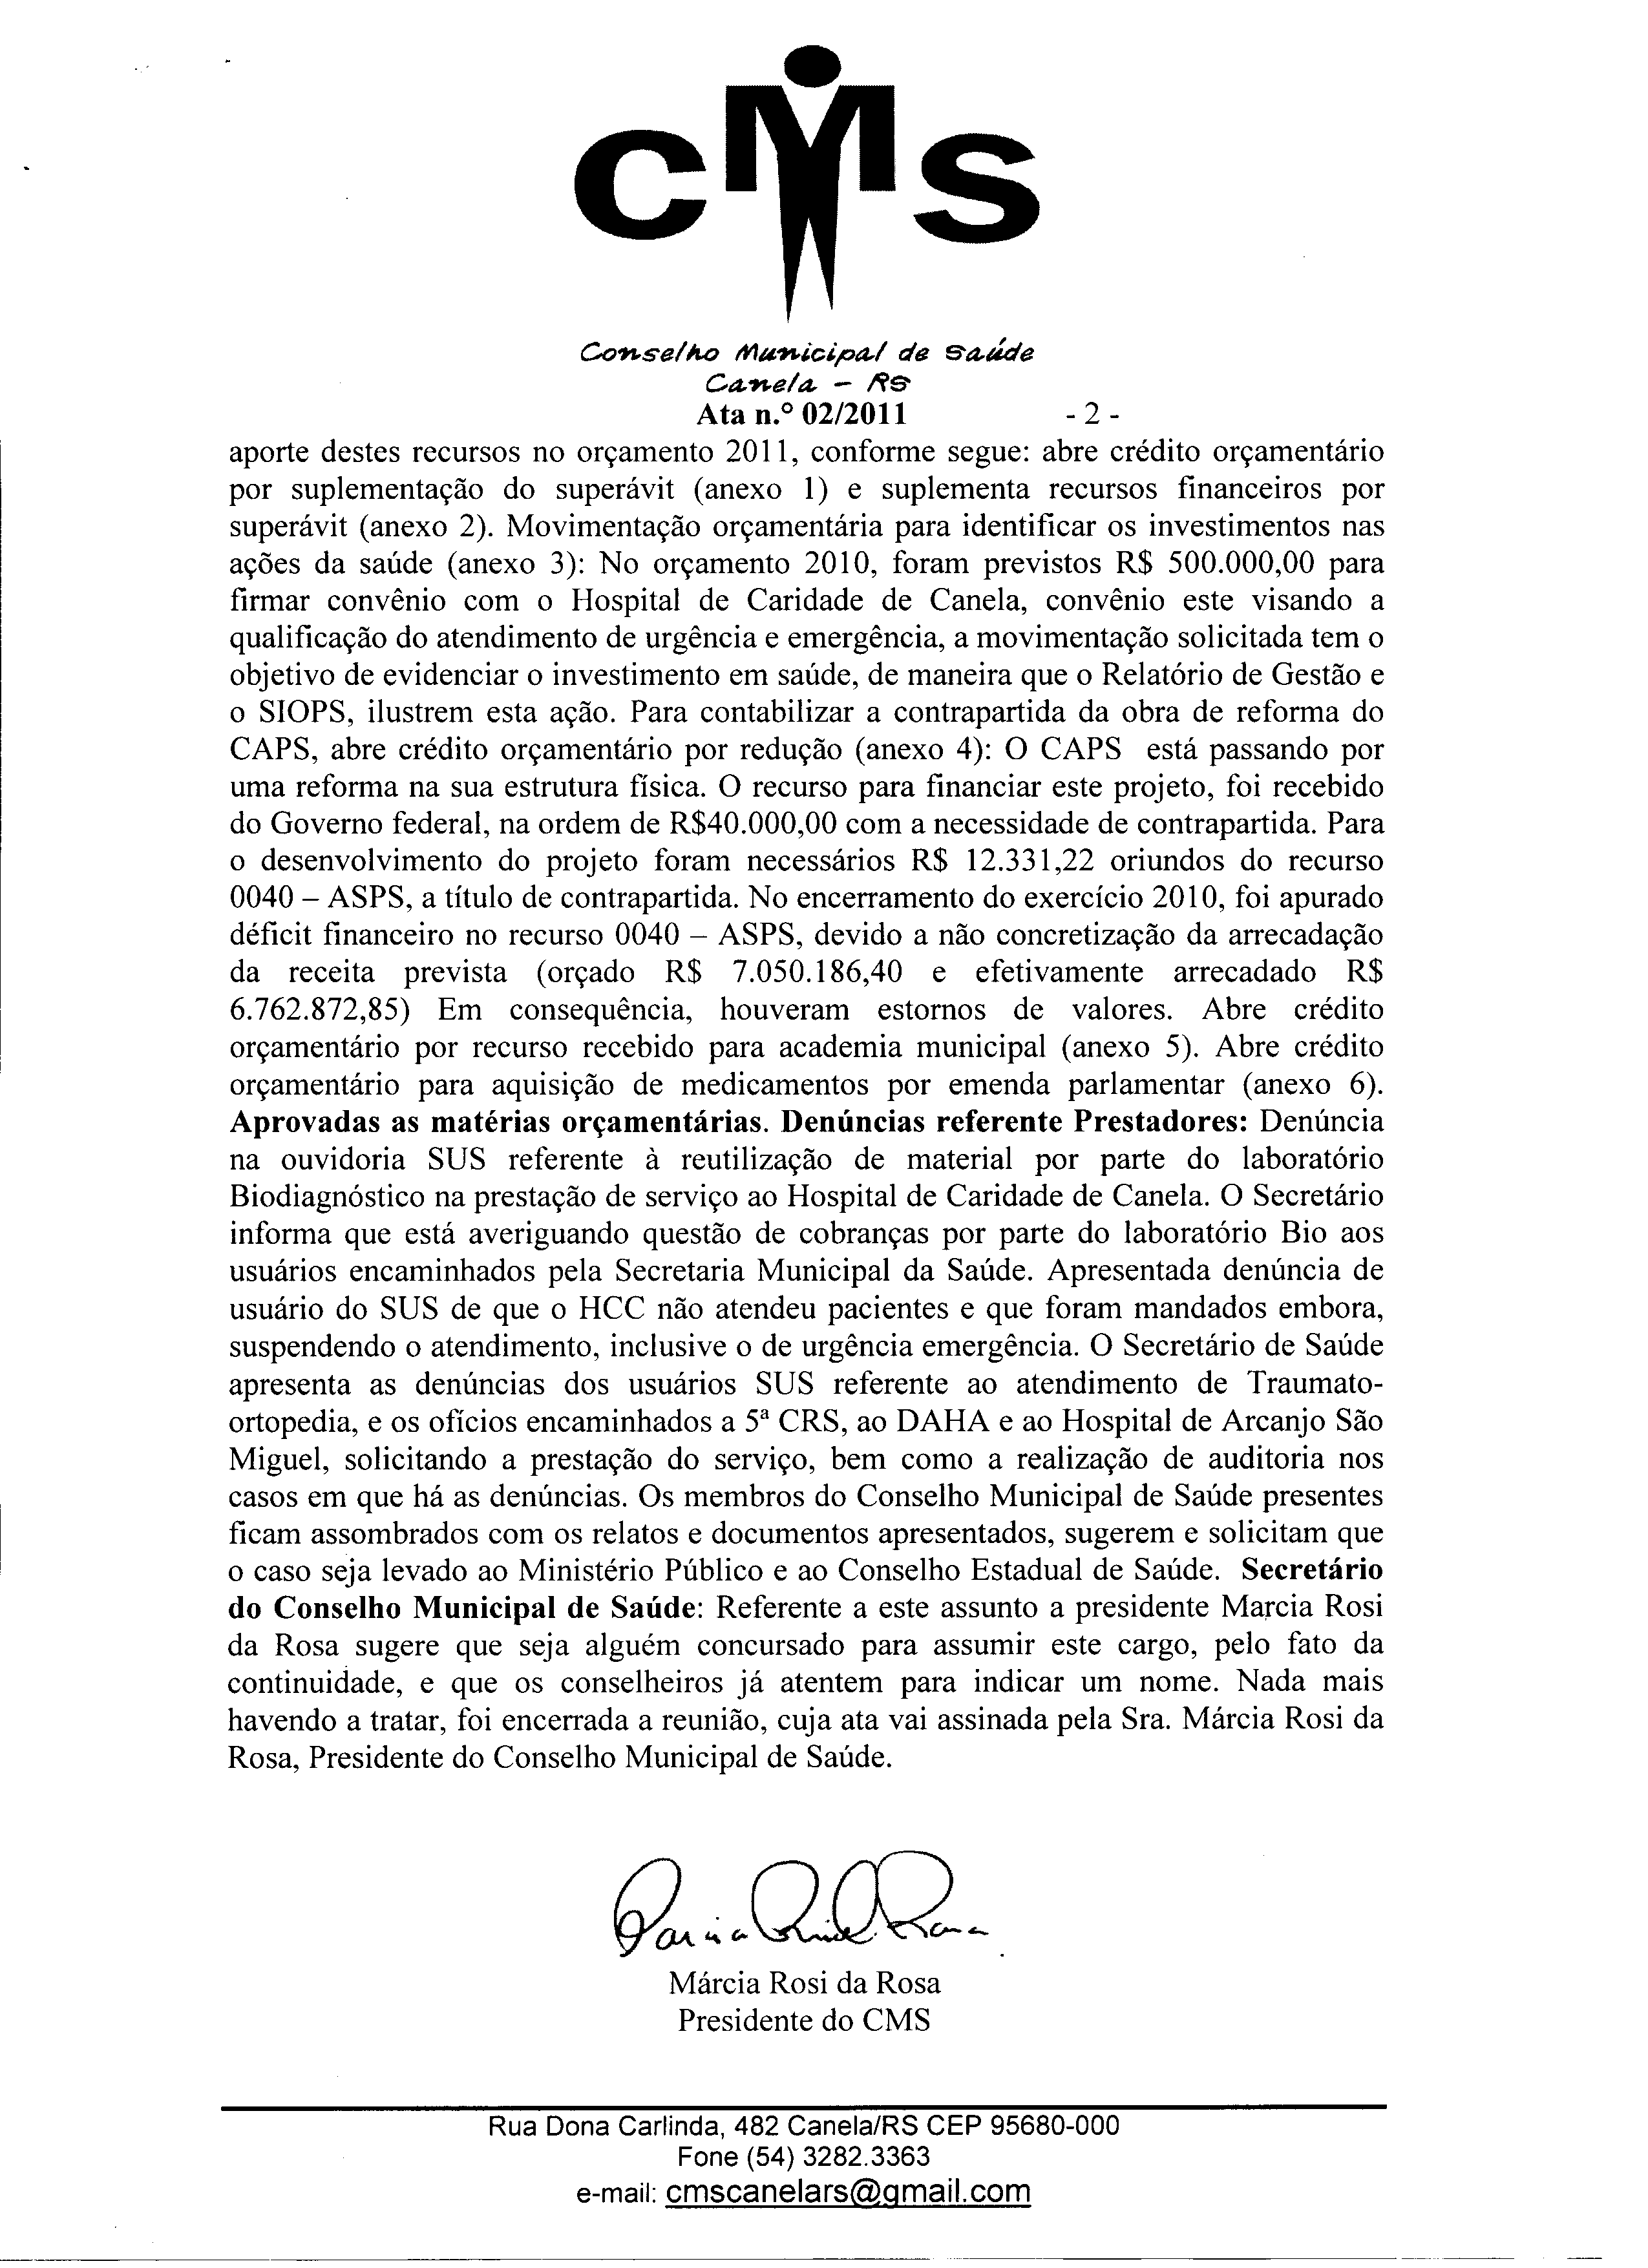 CMS
Conselho Municipal de Saúde
Canela - RS
Ata n.º 02/2011 - 2 -
aporte destes recursos no orçamento 2011, conforme segue: abre crédito orçamentário
por suplementação do superávit (anexo 1) e suplementa recursos financeiros por
superávit (anexo 2). Movimentação orçamentária para identificar os investimentos nas
ações da saúde (anexo 3): No orçamento 2010, foram previstos R$ 500.000,00 para
firmar convênio com o Hospital de Caridade de Canela, convênio este visando a
qualificação do atendimento de urgência e emergência, a movimentação solicitada tem o
objetivo de evidenciar o investimento em saúde, de maneira que o Relatório de Gestão e
o SIOPS, ilustrem esta ação. Para contabilizar a contrapartida da obra de reforma do
CAPS, abre crédito orçamentário por redução (anexo 4): O CAPS está passando por
uma reforma na sua estrutura física. O recurso para financiar este projeto, foi recebido
do Governo federal, na ordem de R$40.000,00 com a necessidade de contrapartida. Para
o desenvolvimento do projeto foram necessários R$ 12.331,22 oriundos do recurso
0040 – ASPS, a título de contrapartida. No encerramento do exercício 2010, foi apurado
déficit financeiro no recurso 0040 – ASPS, devido a não concretização da arrecadação
da receita prevista (orçado R$ 7.050.186,40 e efetivamente arrecadado R$
6.762.872,85) Em consequência, houveram estornos de valores. Abre crédito
orçamentário por recurso recebido para academia municipal (anexo 5). Abre crédito
orçamentário para aquisição de medicamentos por emenda parlamentar (anexo 6).
Aprovadas as matérias orçamentárias. Denúncias referente Prestadores: Denúncia
na ouvidoria SUS referente à reutilização de material por parte do laboratório
Biodiagnóstico na prestação de serviço ao Hospital de Caridade de Canela. O Secretário
informa que está averiguando questão de cobranças por parte do laboratório Bio aos
usuários encaminhados pela Secretaria Municipal da Saúde. Apresentada denúncia de
usuário do SUS de que o HCC não atendeu pacientes e que foram mandados embora,
suspendendo o atendimento, inclusive o de urgência emergência. O Secretário de Saúde
apresenta as denúncias dos usuários SUS referente ao atendimento de Traumato-
ortopedia, e os ofícios encaminhados a 5ª CRS, ao DAHA e ao Hospital de Arcanjo São
Miguel, solicitando a prestação do serviço, bem como a realização de auditoria nos
casos em que há as denúncias. Os membros do Conselho Municipal de Saúde presentes
ficam assombrados com os relatos e documentos apresentados, sugerem e solicitam que
o caso seja levado ao Ministério Público e ao Conselho Estadual de Saúde. Secretário
do Conselho Municipal de Saúde: Referente a este assunto a presidente Marcia Rosi
da Rosa sugere que seja alguém concursado para assumir este cargo, pelo fato da
continuidade, e que os conselheiros já atentem para indicar um nome. Nada mais
havendo a tratar, foi encerrada a reunião, cuja ata vai assinada pela Sra. Márcia Rosi da
Rosa, Presidente do Conselho Municipal de Saúde.
Márcia Rosi da Rosa
Presidente do CMS
Rua Dona Carlinda, 482 Canela/RS CEP 95680-000
Fone (54) 3282.3363
e-mail: cmscanelars@gmail.com